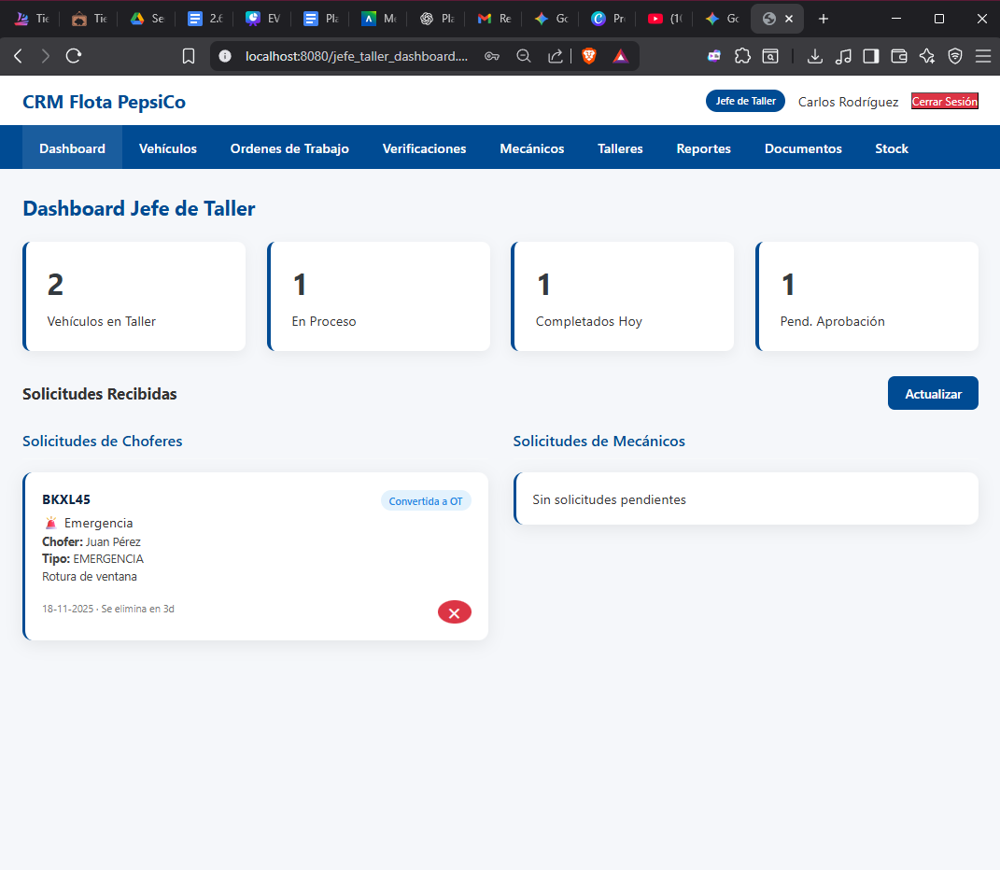 Tie
Tie
Se
2.6
EV
Pla
Mo
Pla
Re
Go
Pr
(1(
Go
localhost:8080/jefe_taller_dashboard....
CRM Flota PepsiCo
Jefe de Taller
Carlos Rodríguez
Cerrar Sesión
Dashboard
Vehículos
Ordenes de Trabajo
Verificaciones
Mecánicos
Talleres
Reportes
Documentos
Stock
Dashboard Jefe de Taller
2
Vehículos en Taller
1
En Proceso
1
Completados Hoy
1
Pend. Aprobación
Solicitudes Recibidas
Actualizar
Solicitudes de Choferes
Solicitudes de Mecánicos
BKXL45
Convertida a OT
Emergencia
Chofer: Juan Pérez
Tipo: EMERGENCIA
Rotura de ventana
18-11-2025 · Se elimina en 3d
Sin solicitudes pendientes